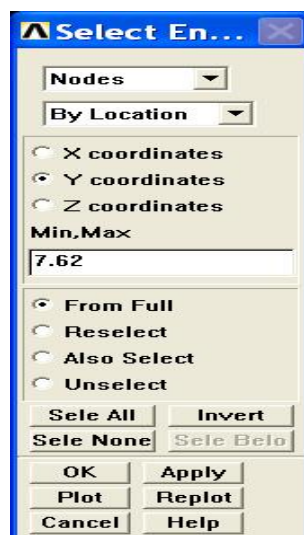 Select En...
Nodes
By Location
X coordinates
Y coordinates
Z coordinates
Min,Max
7.62
From Full
Reselect
Also Select
Unselect
Sele All Invert
Sele None Sele Belo
OK Apply
Plot Replot
Cancel Help